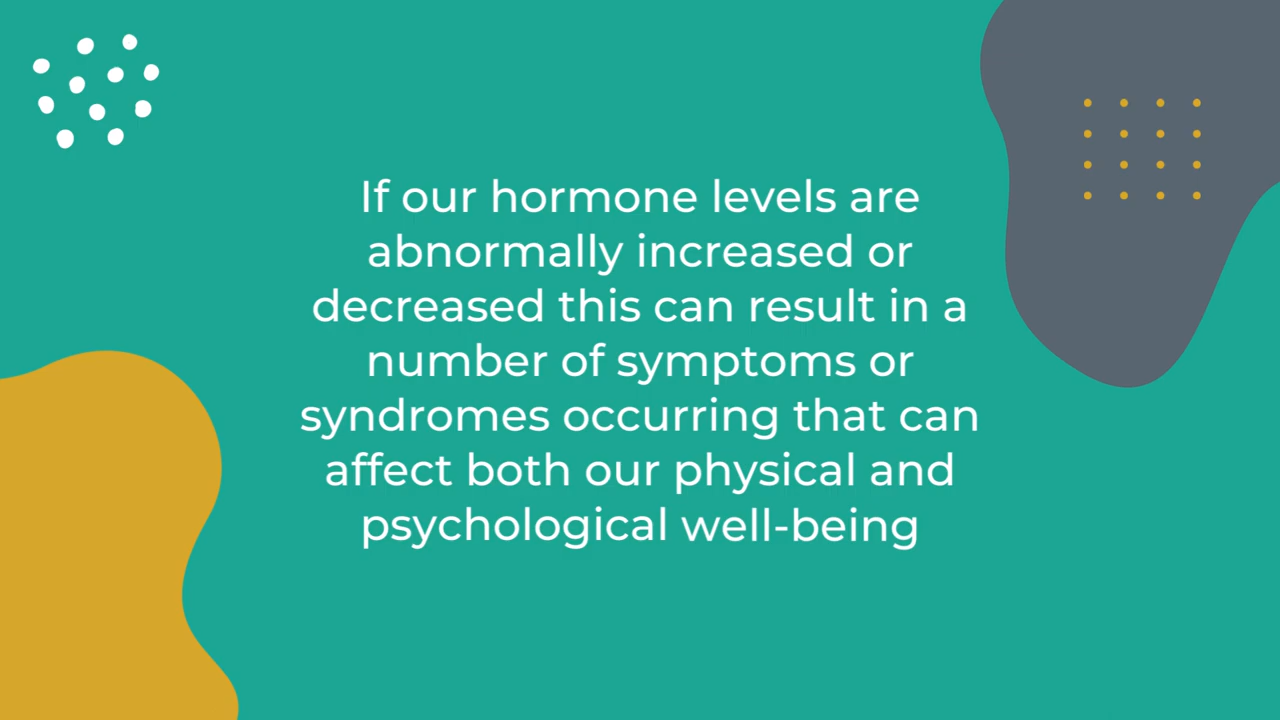 If our hormone levels are
abnormally increased or
decreased this can result in a
number of symptoms or
syndromes occurring that can
affect both our physical and
psychological well-being